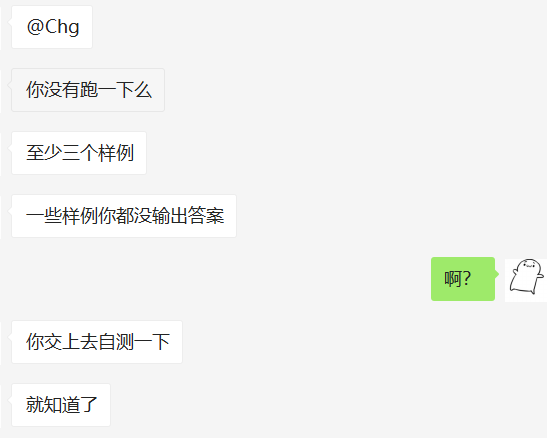 @Chg
你没有跑一下么
至少三个样例
一些样例你都没输出答案
啊?
你交上去自测一下
就知道了